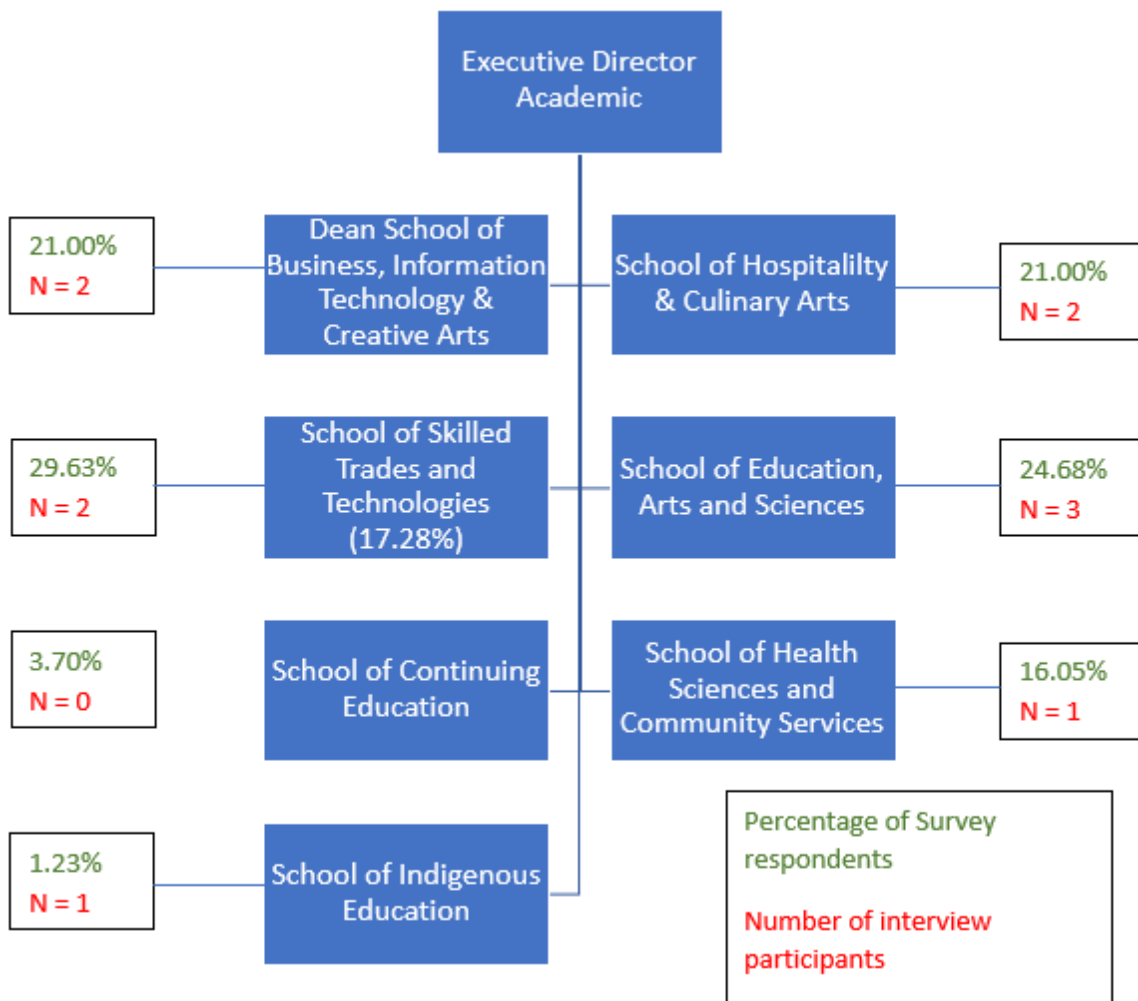 Executive Director
Academic
21.00%
N = 2
Dean School of
Business, Information
Technology &
Creative Arts
School of Hospitalilty
& Culinary Arts
21.00%
N = 2
29.63%
N = 2
School of Skilled
Trades and
Technologies
(17.28%)
School of Education,
Arts and Sciences
24.68%
N = 3
3.70%
N = 0
School of Continuing
Education
School of Health
Sciences and
Community Services
16.05%
N = 1
1.23%
N = 1
School of Indigenous
Education
Percentage of Survey
respondents
Number of interview
participants